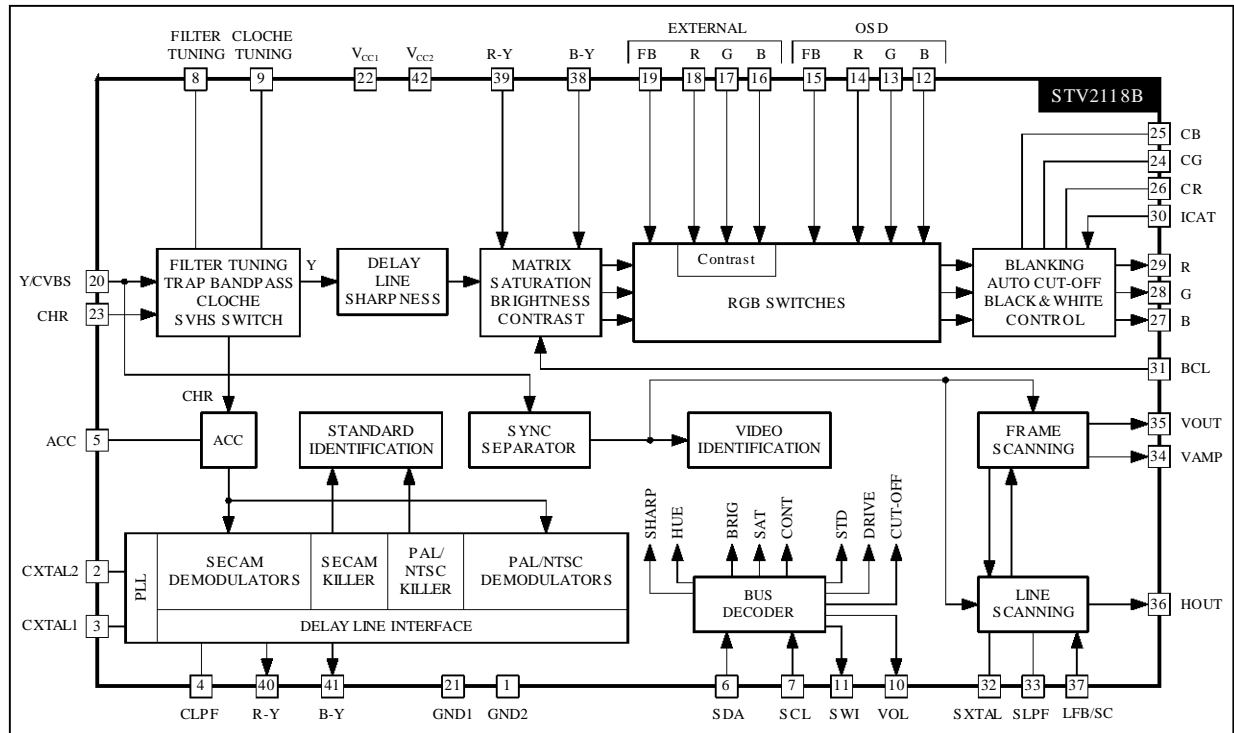 FILTER TUNING
CLOCHE TUNING
VCC1
VCC2
R-Y
B-Y
EXTERNAL
FB R G B
OSD
FB R G B
8 9 22 42 39 38 19 18 17 16 15 14 13 12
STV2118B
25 CB
24 CG
26 CR
30 ICAT
Y/CVBS 20
CHR 23
FILTER TUNING
TRAP BANDPASS
CLOCHE
SVHS SWITCH
Y
DELAY
LINE
SHARPNESS
MATRIX
SATURATION
BRIGHTNESS
CONTRAST
Contrast
RGB SWITCHES
BLANKING
AUTO CUT-OFF
BLACK & WHITE
CONTROL
29 R
28 G
27 B
31 BCL
CHR
ACC 5
ACC
STANDARD
IDENTIFICATION
SYNC
SEPARATOR
VIDEO
IDENTIFICATION
FRAME
SCANNING
35 VOUT
34 VAMP
SHARP
HUE
BRIG
SAT
CONT
STD
DRIVE
CUT-OFF
CXTAL2 2
CXTAL1 3
PLL
SECAM
DEMODULATORS
SECAM
KILLER
PAL/
NTSC
KILLER
PAL/NTSC
DEMODULATORS
DELAY LINE INTERFACE
BUS
DECODER
LINE
SCANNING
36 HOUT
4 40 41 21 1 6 7 11 10 32 33 37
CLPF R-Y B-Y GND1 GND2 SDA SCL SWI VOL SXTAL SLPF LFB/SC